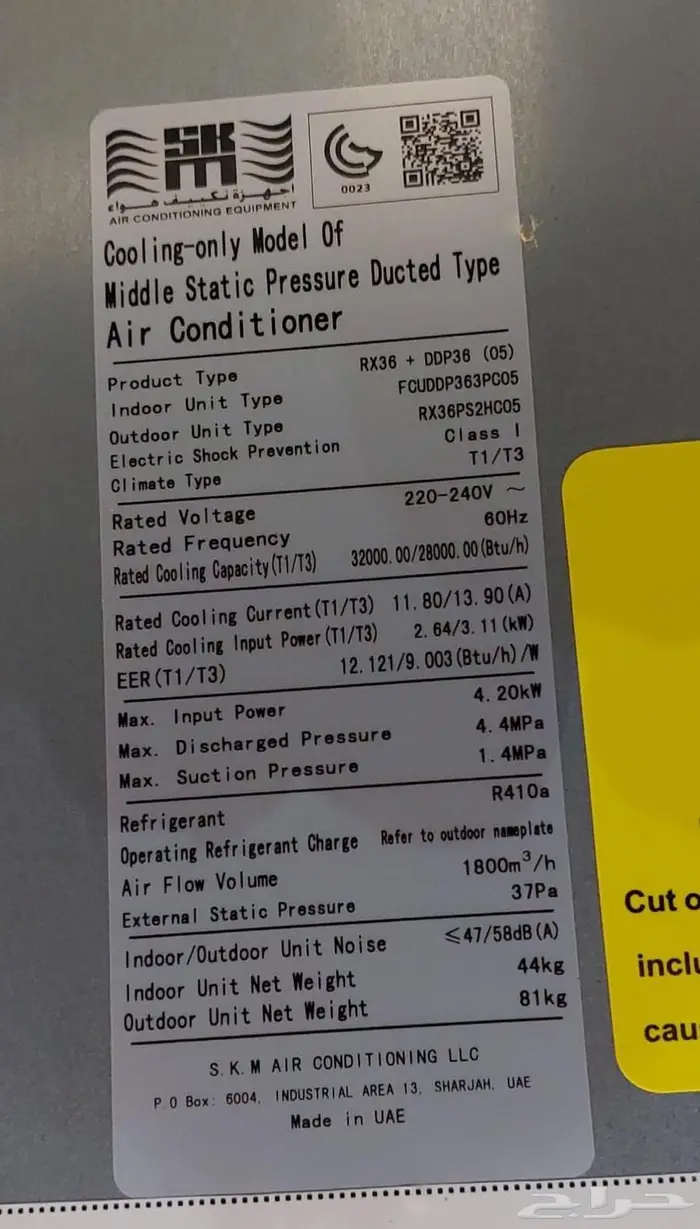 SKM
أجهزة تكييف هواء
AIR CONDITIONING EQUIPMENT
0023
Cooling-only Model Of
Middle Static Pressure Ducted Type
Air Conditioner
Product Type RX36 + DDP36 (05)
Indoor Unit Type FCUDDP363PC05
Outdoor Unit Type RX36PS2HC05
Electric Shock Prevention Class I
Climate Type T1/T3
Rated Voltage 220-240V ~
Rated Frequency 60Hz
Rated Cooling Capacity(T1/T3) 32000.00/28000.00(Btu/h)
Rated Cooling Current(T1/T3) 11.80/13.90(A)
Rated Cooling Input Power(T1/T3) 2.64/3.11(kW)
EER(T1/T3) 12.121/9.003(Btu/h)/W
Max. Input Power 4.20kW
Max. Discharged Pressure 4.4MPa
Max. Suction Pressure 1.4MPa
Refrigerant R410a
Operating Refrigerant Charge Refer to outdoor nameplate
Air Flow Volume 1800m³/h
External Static Pressure 37Pa
Indoor/Outdoor Unit Noise ≤47/58dB(A)
Indoor Unit Net Weight 44kg
Outdoor Unit Net Weight 81kg
S.K.M AIR CONDITIONING LLC
P.O Box: 6004, INDUSTRIAL AREA 13, SHARJAH, UAE
Made in UAE
Cut o
inclu
cau
حراج